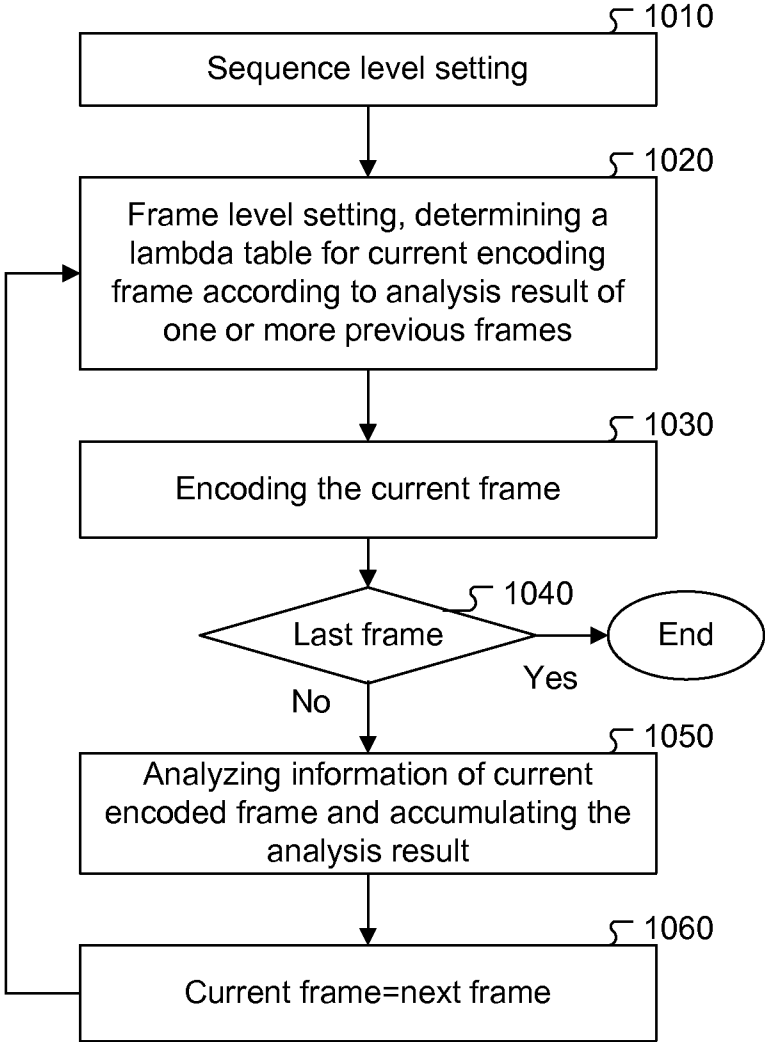 1010
Sequence level setting
1020
Frame level setting, determining a
lambda table for current encoding
frame according to analysis result of
one or more previous frames
1030
Encoding the current frame
1040
Last frame
End
Yes
No
1050
Analyzing information of current
encoded frame and accumulating the
analysis result
1060
Current frame=next frame